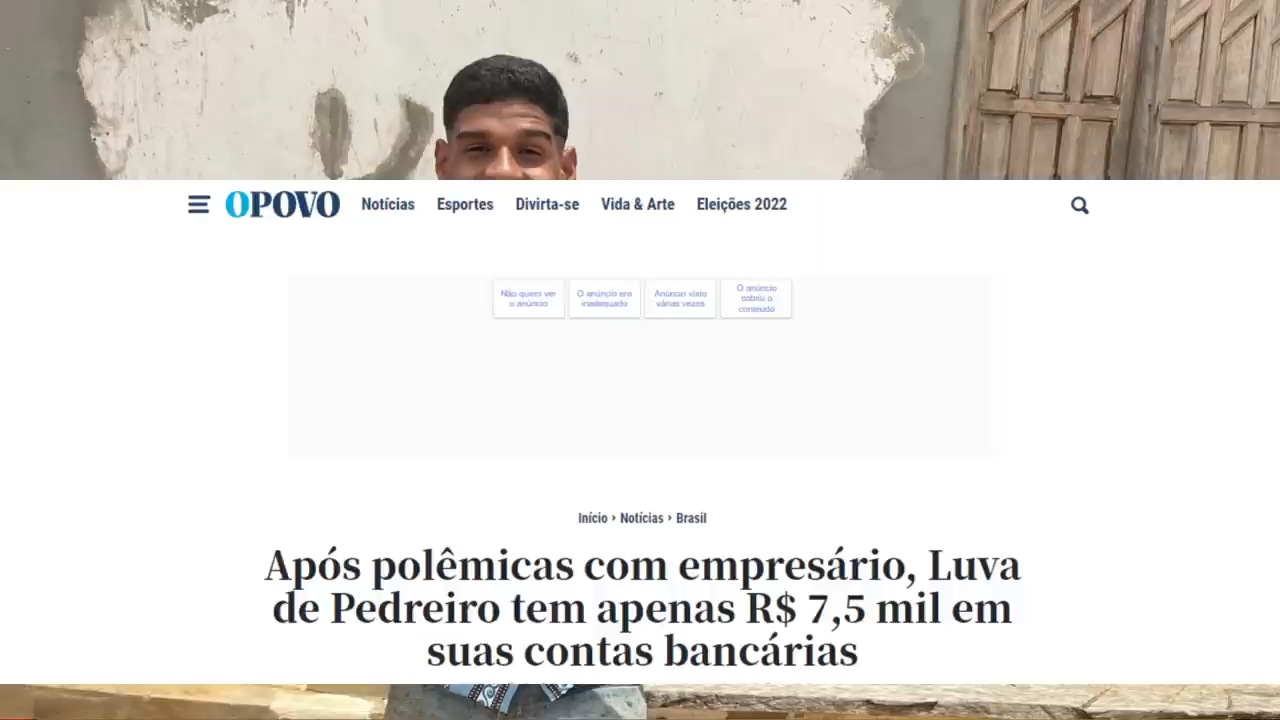 OPOVO Notícias Esportes Divirta-se Vida & Arte Eleições 2022
Não quero ver o anúncio
O anúncio era inadequado
Anúncio visto várias vezes
O anúncio cobriu o conteúdo
Início › Notícias › Brasil
Após polêmicas com empresário, Luva
de Pedreiro tem apenas R$ 7,5 mil em
suas contas bancárias